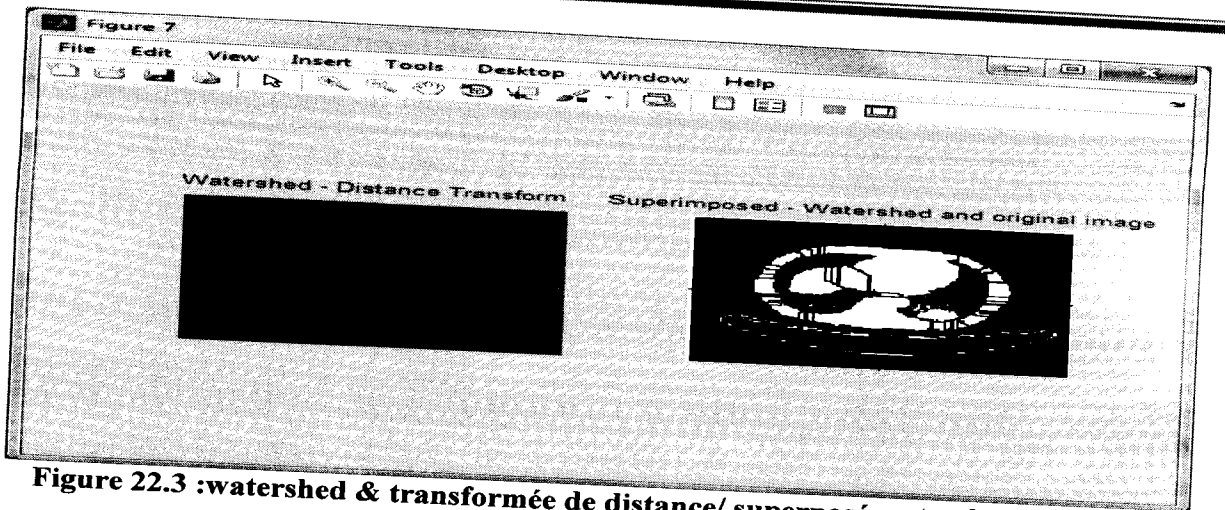 Figure 7
File Edit View Insert Tools Desktop Window Help
Watershed - Distance Transform
Superimposed - Watershed and original image
Figure 22.3 :watershed & transformée de distance/